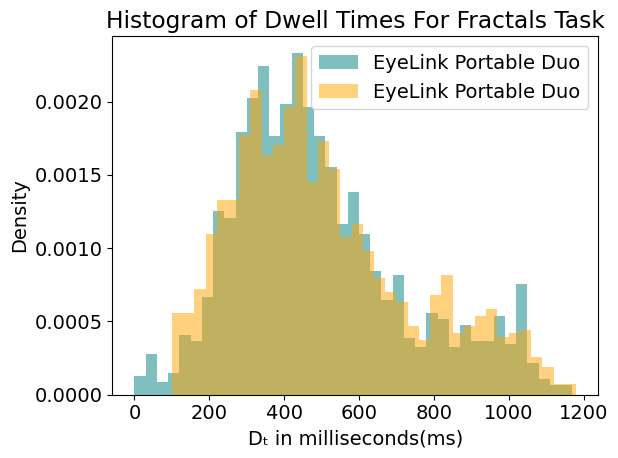 Histogram of Dwell Times For Fractals Task
EyeLink Portable Duo
EyeLink Portable Duo
Density
0.0020
0.0015
0.0010
0.0005
0.0000
0 200 400 600 800 1000 1200
Dₜ in milliseconds(ms)